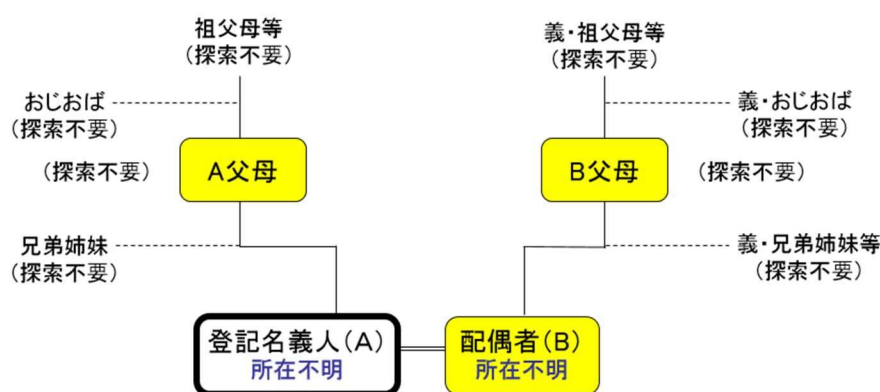 祖父母等
(探索不要)
義・祖父母等
(探索不要)
おじおば
(探索不要)
義・おじおば
(探索不要)
(探索不要)
A父母
B父母
(探索不要)
兄弟姉妹
(探索不要)
義・兄弟姉妹等
(探索不要)
登記名義人(A)
所在不明
配偶者(B)
所在不明